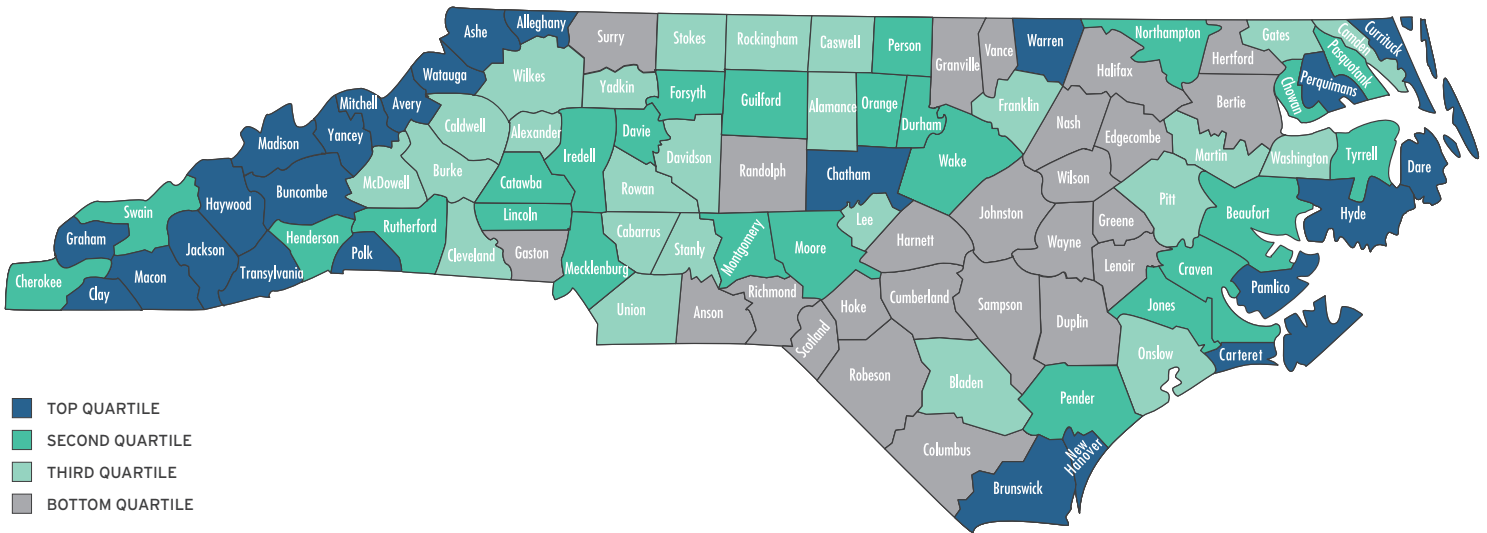 Ashe
Alleghany
Surry
Stokes
Rockingham
Caswell
Person
Granville
Vance
Warren
Northampton
Gates
Camden
Currituck
Pasquotank
Hertford
Halifax
Watauga
Wilkes
Yadkin
Forsyth
Guilford
Alamance
Orange
Durham
Franklin
Bertie
Chowan
Perquimans
Mitchell
Avery
Caldwell
Alexander
Davie
Iredell
Nash
Edgecombe
Madison
Yancey
Burke
Davidson
Randolph
Chatham
Wake
Martin
Washington
Tyrrell
Dare
McDowell
Catawba
Rowan
Wilson
Buncombe
Haywood
Swain
Rutherford
Lincoln
Pitt
Beaufort
Hyde
Johnston
Greene
Lee
Graham
Henderson
Jackson
Polk
Cleveland
Gaston
Cabarrus
Stanly
Montgomery
Moore
Harnett
Wayne
Lenoir
Craven
Cherokee
Clay
Macon
Transylvania
Mecklenburg
Pamlico
Union
Anson
Richmond
Hoke
Cumberland
Sampson
Duplin
Jones
Scotland
Onslow
Carteret
Robeson
Bladen
Pender
Columbus
New
Hanover
Brunswick
TOP QUARTILE
SECOND QUARTILE
THIRD QUARTILE
BOTTOM QUARTILE